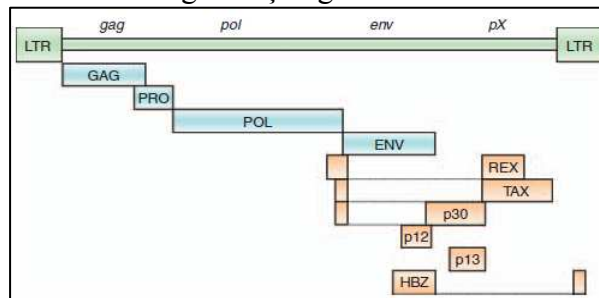 gag pol env pX
LTR LTR
GAG
PRO
POL
ENV
REX
TAX
p30
p12
p13
HBZ